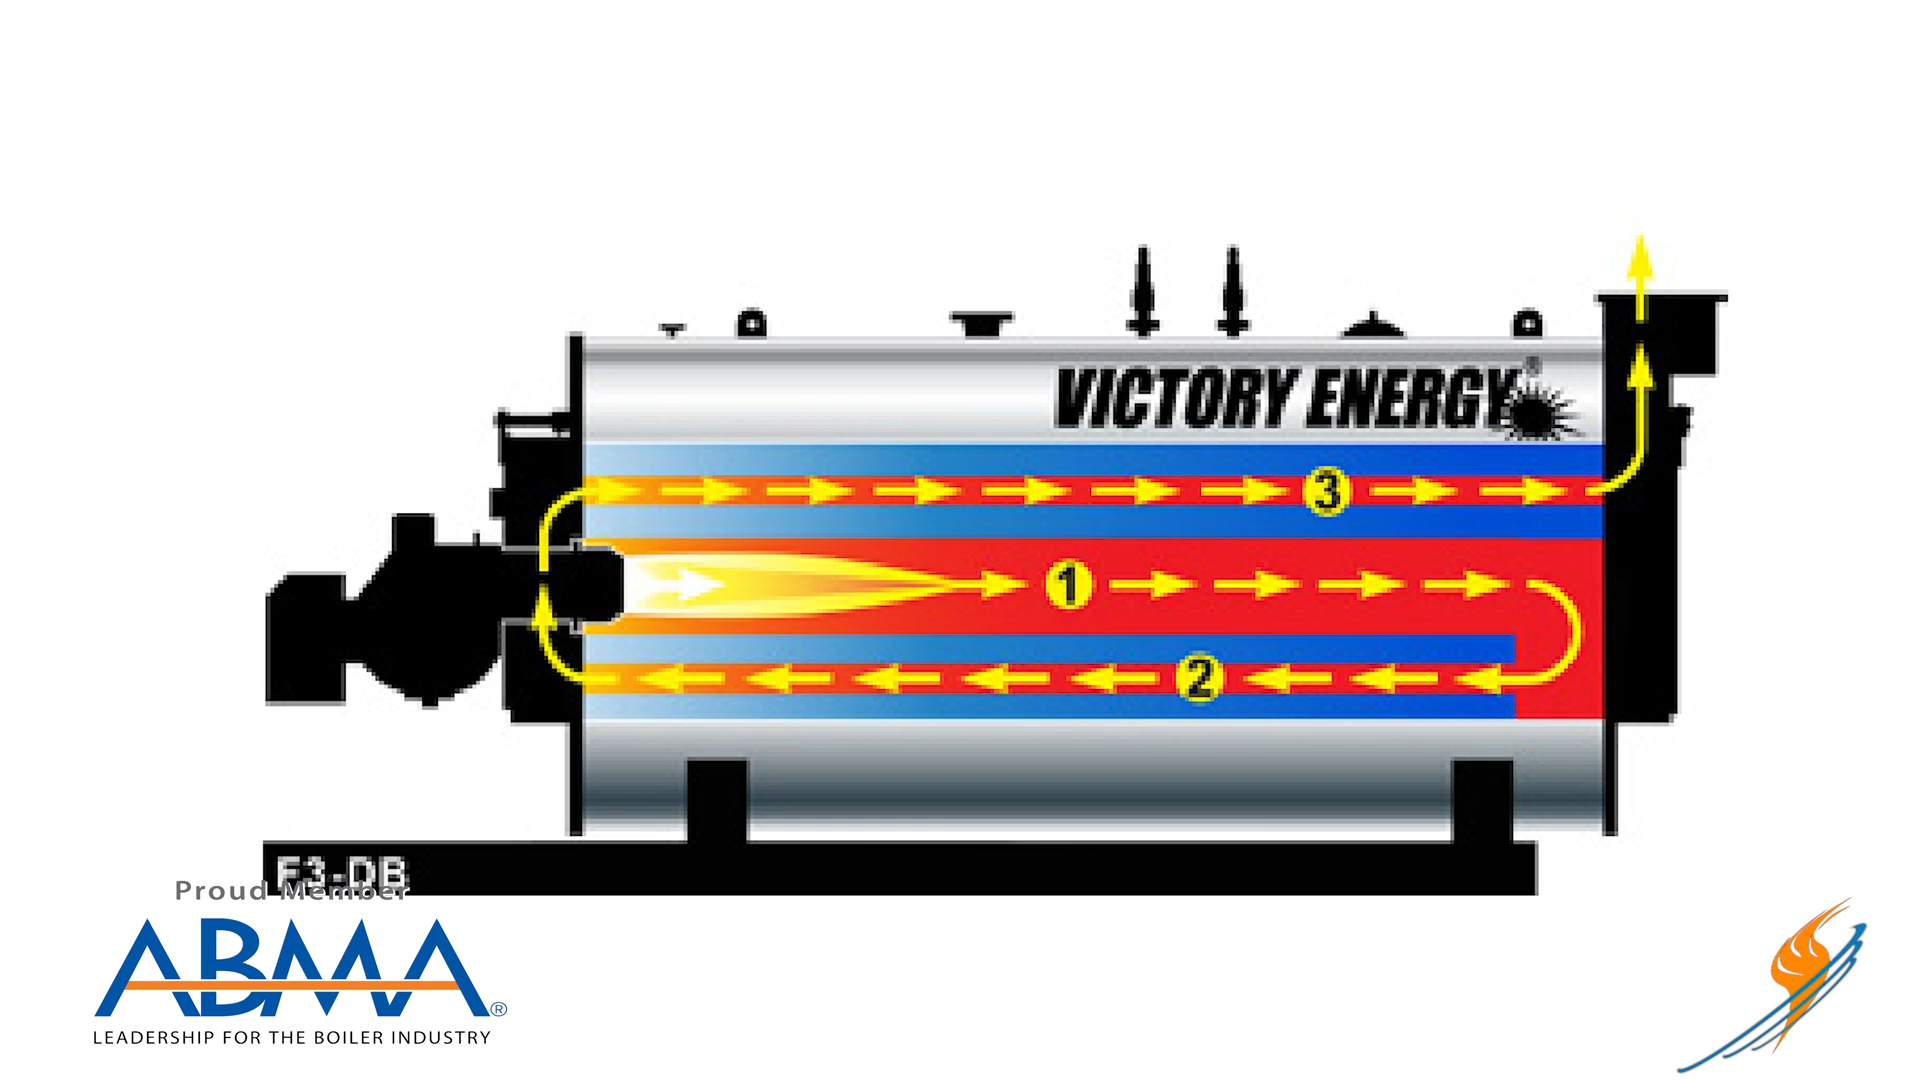 VICTORY ENERGY®
3
1
2
F3-DB
Proud Member
ABMA®
LEADERSHIP FOR THE BOILER INDUSTRY